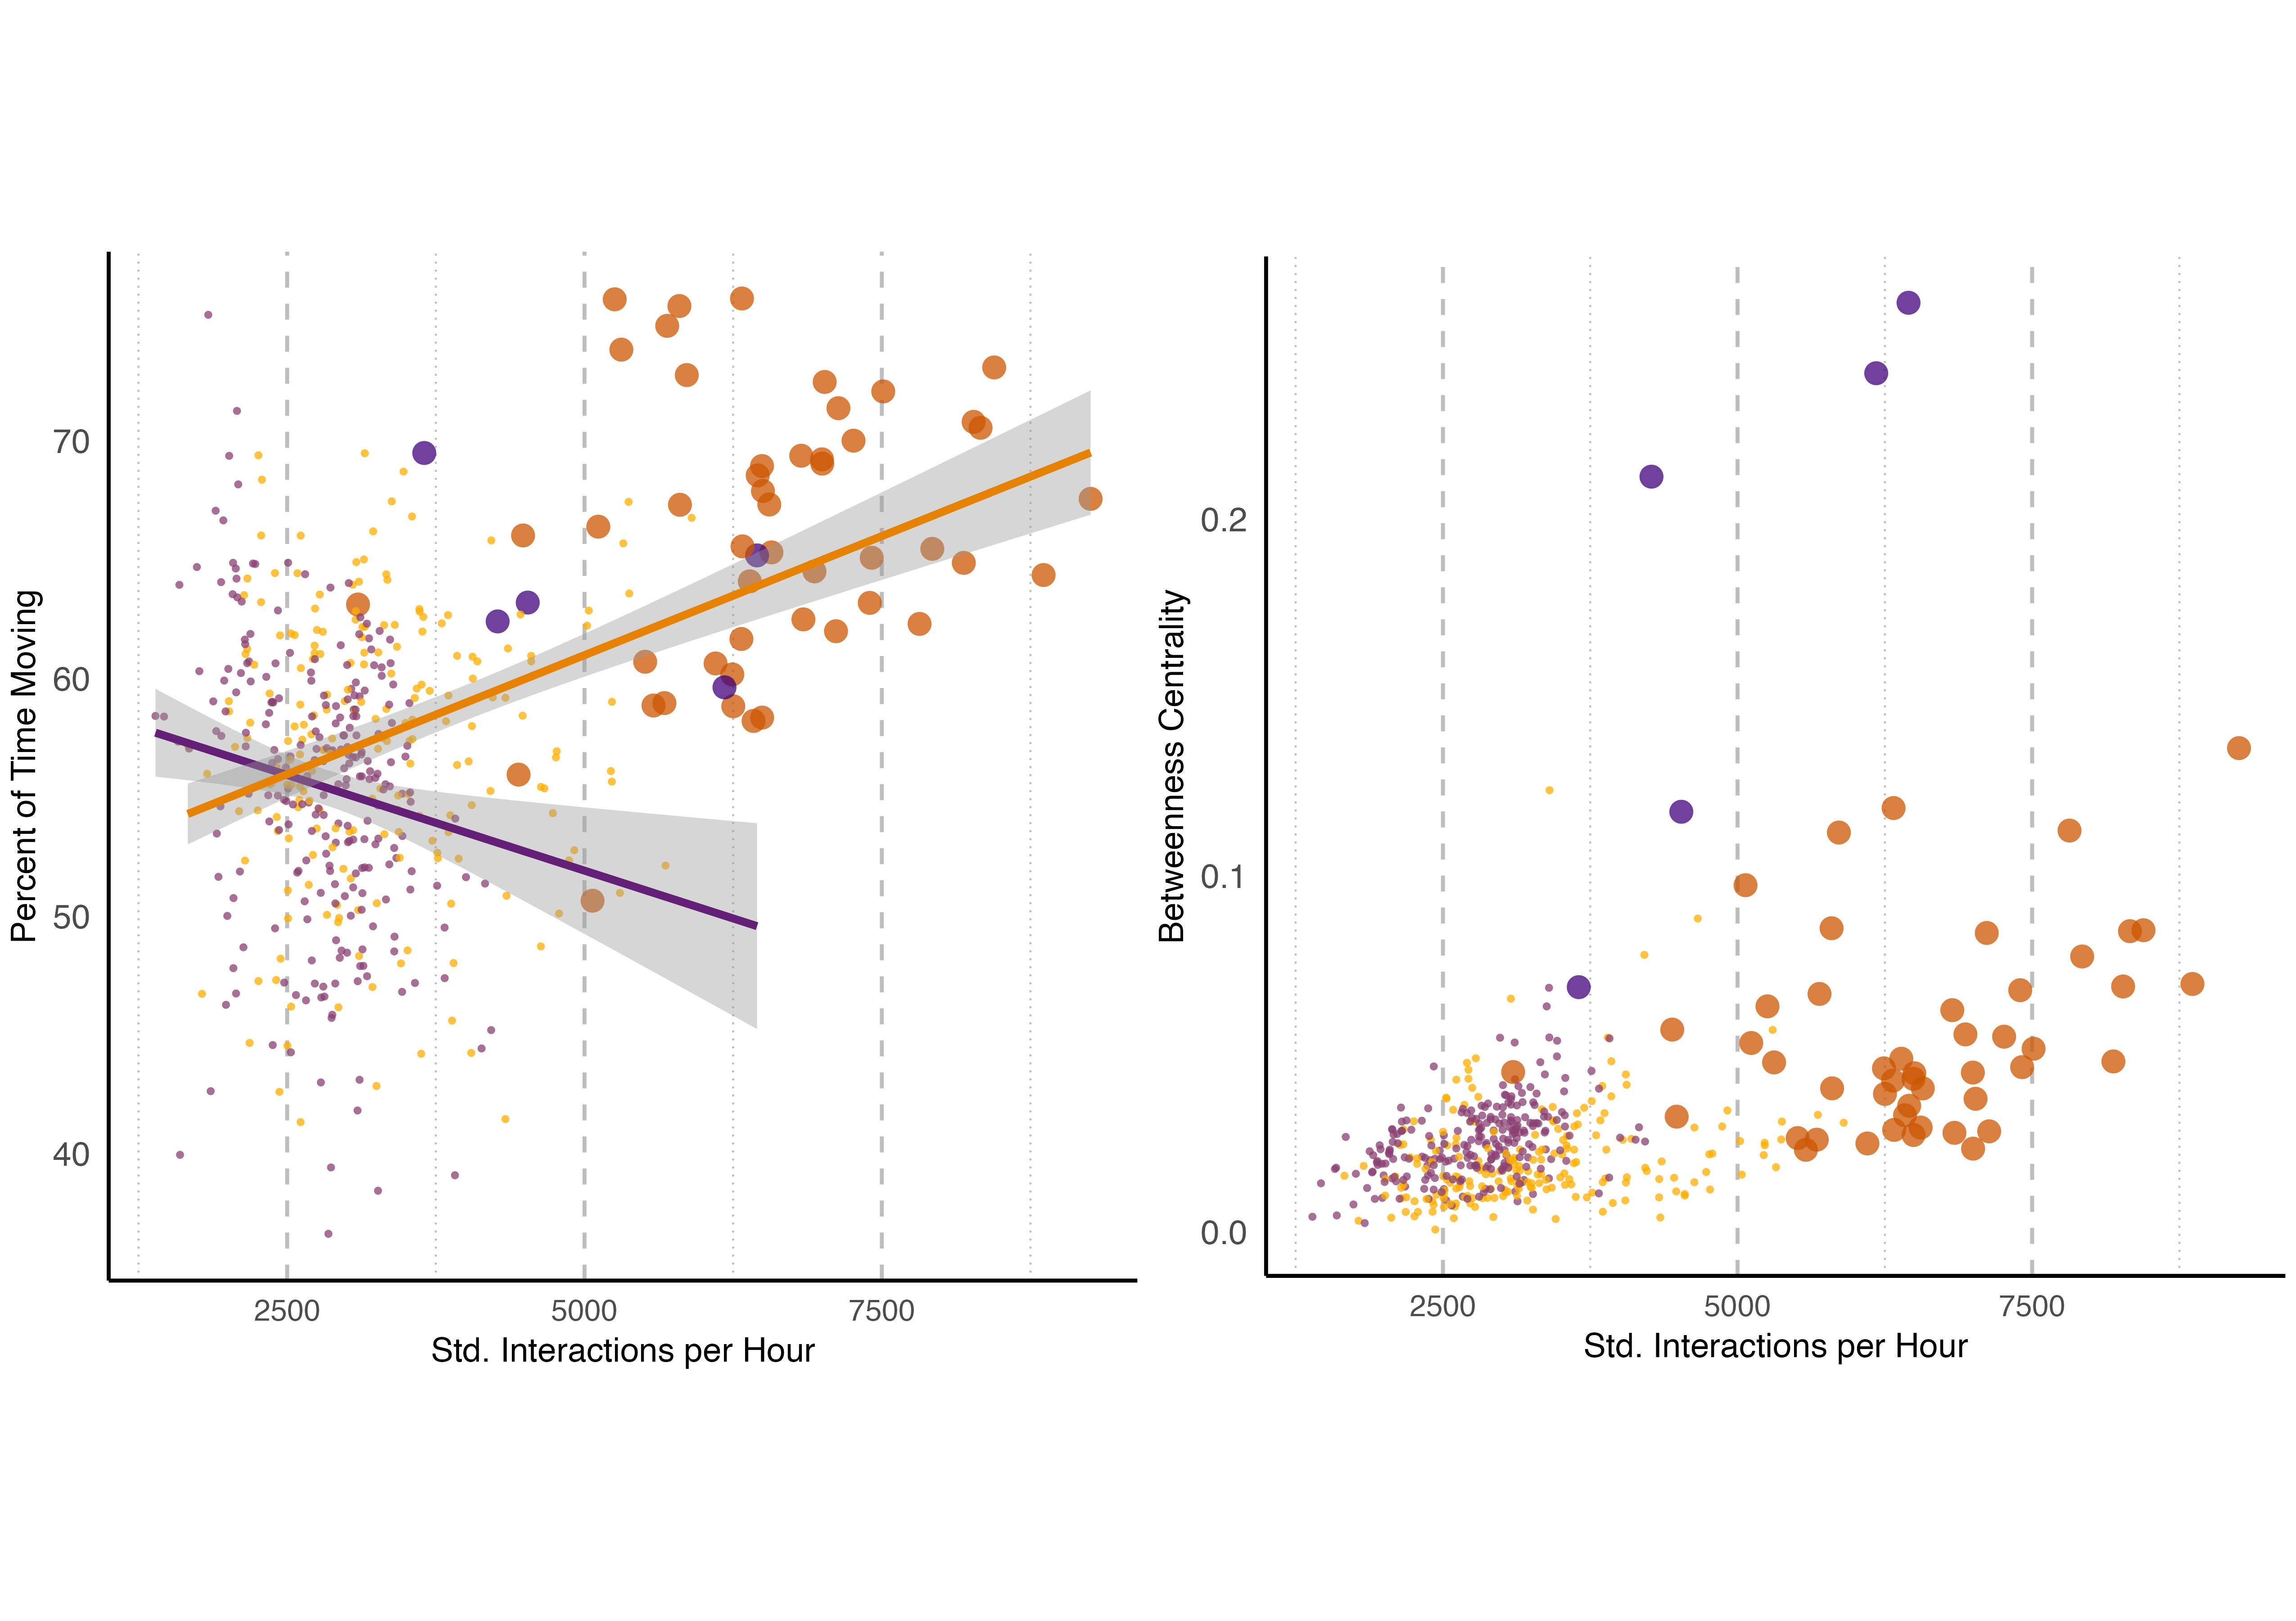 Percent of Time Moving
70
60
50
40
2500 5000 7500
Std. Interactions per Hour
Betweenness Centrality
0.2
0.1
0.0
2500 5000 7500
Std. Interactions per Hour